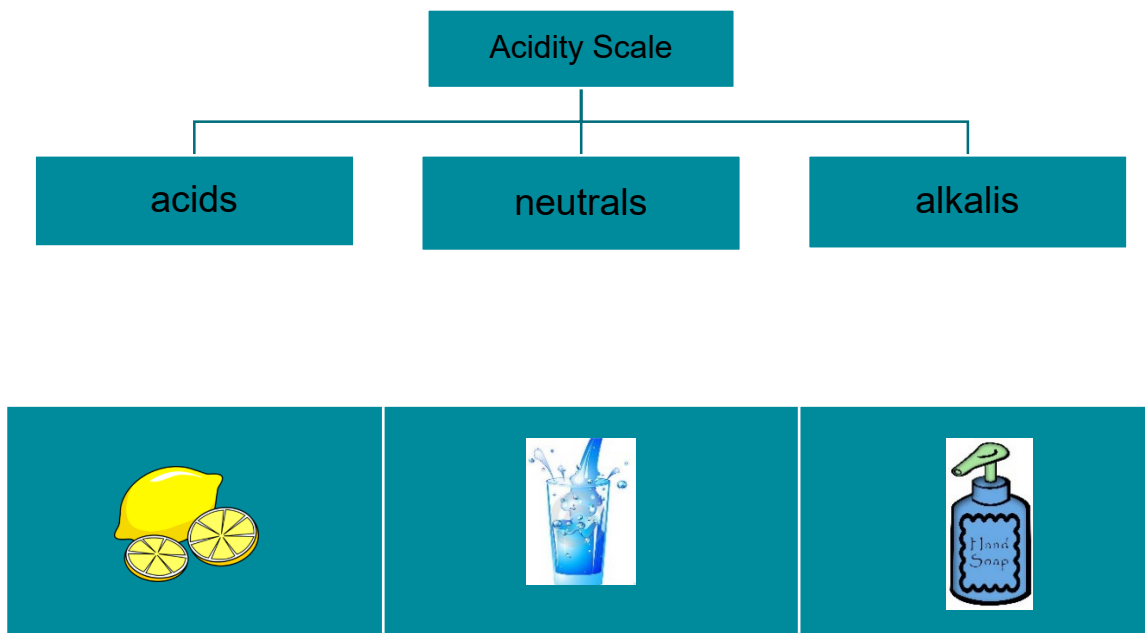 Acidity Scale
acids
neutrals
alkalis
Hand
Soap